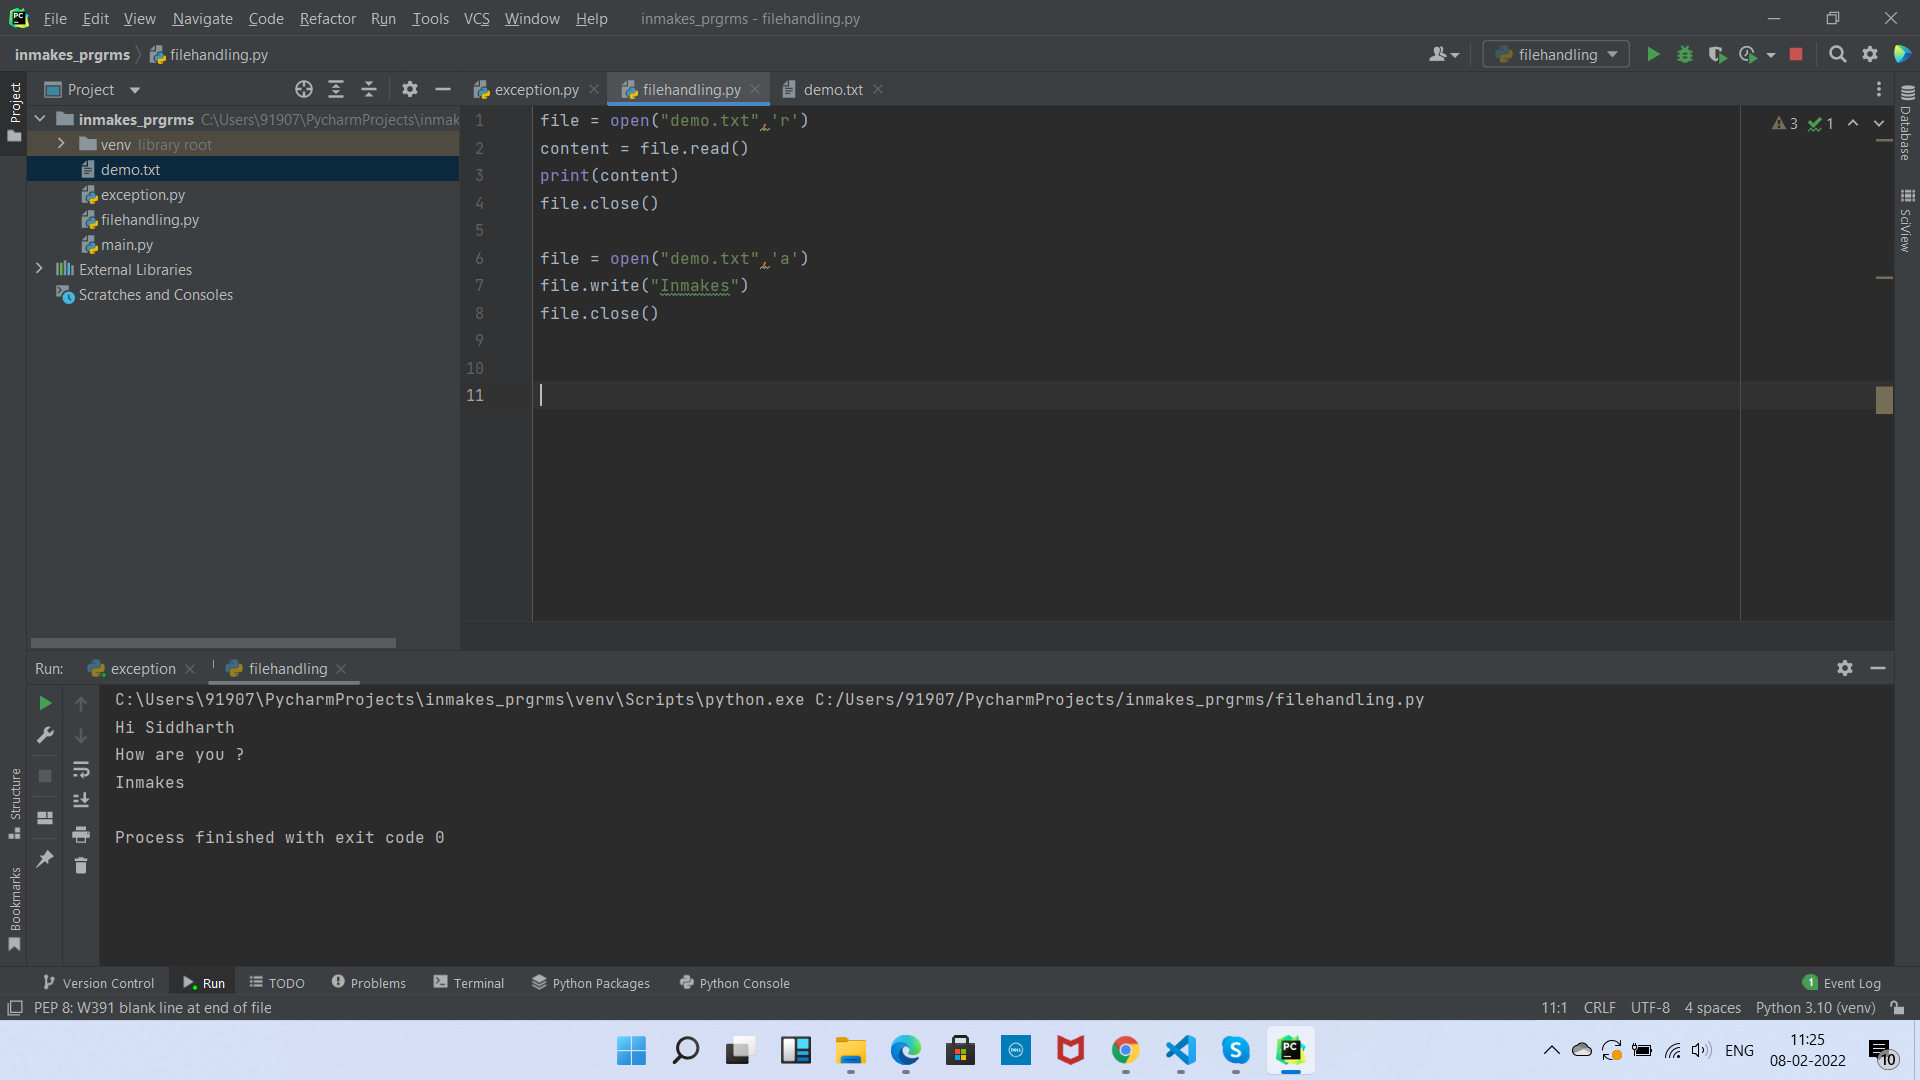 File Edit View Navigate Code Refactor Run Tools VCS Window Help inmakes_prgrms - filehandling.py
inmakes_prgrms filehandling.py filehandling
Project exception.py filehandling.py demo.txt
Project
inmakes_prgrms C:\Users\91907\PycharmProjects\inmak
venv library root
demo.txt
exception.py
filehandling.py
main.py
External Libraries
Scratches and Consoles
1 file = open("demo.txt",'r')
2 content = file.read()
3 print(content)
4 file.close()
5
6 file = open("demo.txt",'a')
7 file.write("Inmakes")
8 file.close()
9
10
11
3 1
Database
SciView
Run: exception filehandling
C:\Users\91907\PycharmProjects\inmakes_prgrms\venv\Scripts\python.exe C:/Users/91907/PycharmProjects/inmakes_prgrms/filehandling.py
Hi Siddharth
How are you ?
Inmakes
Process finished with exit code 0
Structure
Bookmarks
Version Control Run TODO Problems Terminal Python Packages Python Console 1 Event Log
PEP 8: W391 blank line at end of file 11:1 CRLF UTF-8 4 spaces Python 3.10 (venv)
DELL
S
PC
ENG
11:25
08-02-2022
10